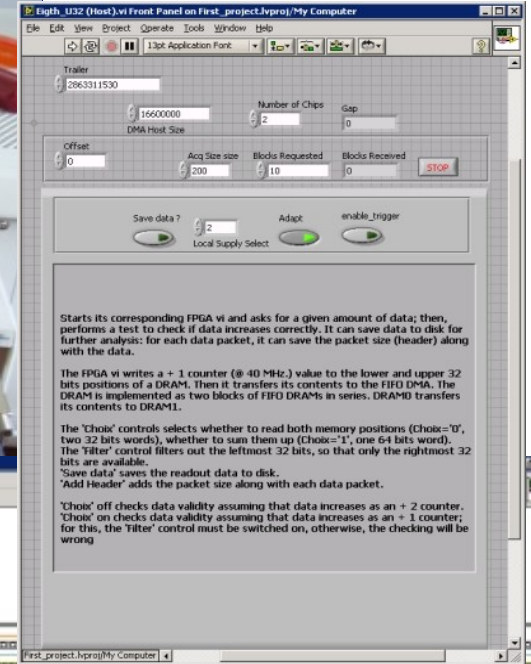 Eigth_U32 (Host).vi Front Panel on First_project.lvproj/My Computer
File Edit View Project Operate Tools Window Help
13pt Application Font
Trailer
2863311530
16600000
DMA Host Size
Number of Chips
2
Gap
0
Offset
0
Acq Size size
200
Blocks Requested
10
Blocks Received
0
STOP
Save data ?
2
Local Supply Select
Adapt
enable_trigger
Starts its corresponding FPGA vi and asks for a given amount of data; then,
performs a test to check if data increases correctly. It can save data to disk for
further analysis: for each data packet, it can save the packet size (header) along
with the data.
The FPGA vi writes a + 1 counter (@ 40 MHz.) value to the lower and upper 32
bits positions of a DRAM. Then it transfers its contents to the FIFO DMA. The
DRAM is implemented as two blocks of FIFO DRAMs in series. DRAM0 transfers
its contents to DRAM1.
The 'Choix' controls selects whether to read both memory positions (Choix='0',
two 32 bits words), whether to sum them up (Choix='1', one 64 bits word).
The 'Filter' control filters out the leftmost 32 bits, so that only the rightmost 32
bits are available.
'Save data' saves the readout data to disk.
'Add Header' adds the packet size along with each data packet.
'Choix' off checks data validity assuming that data increases as an + 2 counter.
'Choix' on checks data validity assuming that data increases as an + 1 counter;
for this, the 'Filter' control must be switched on, otherwise, the checking will be
wrong
First_project.lvproj/My Computer